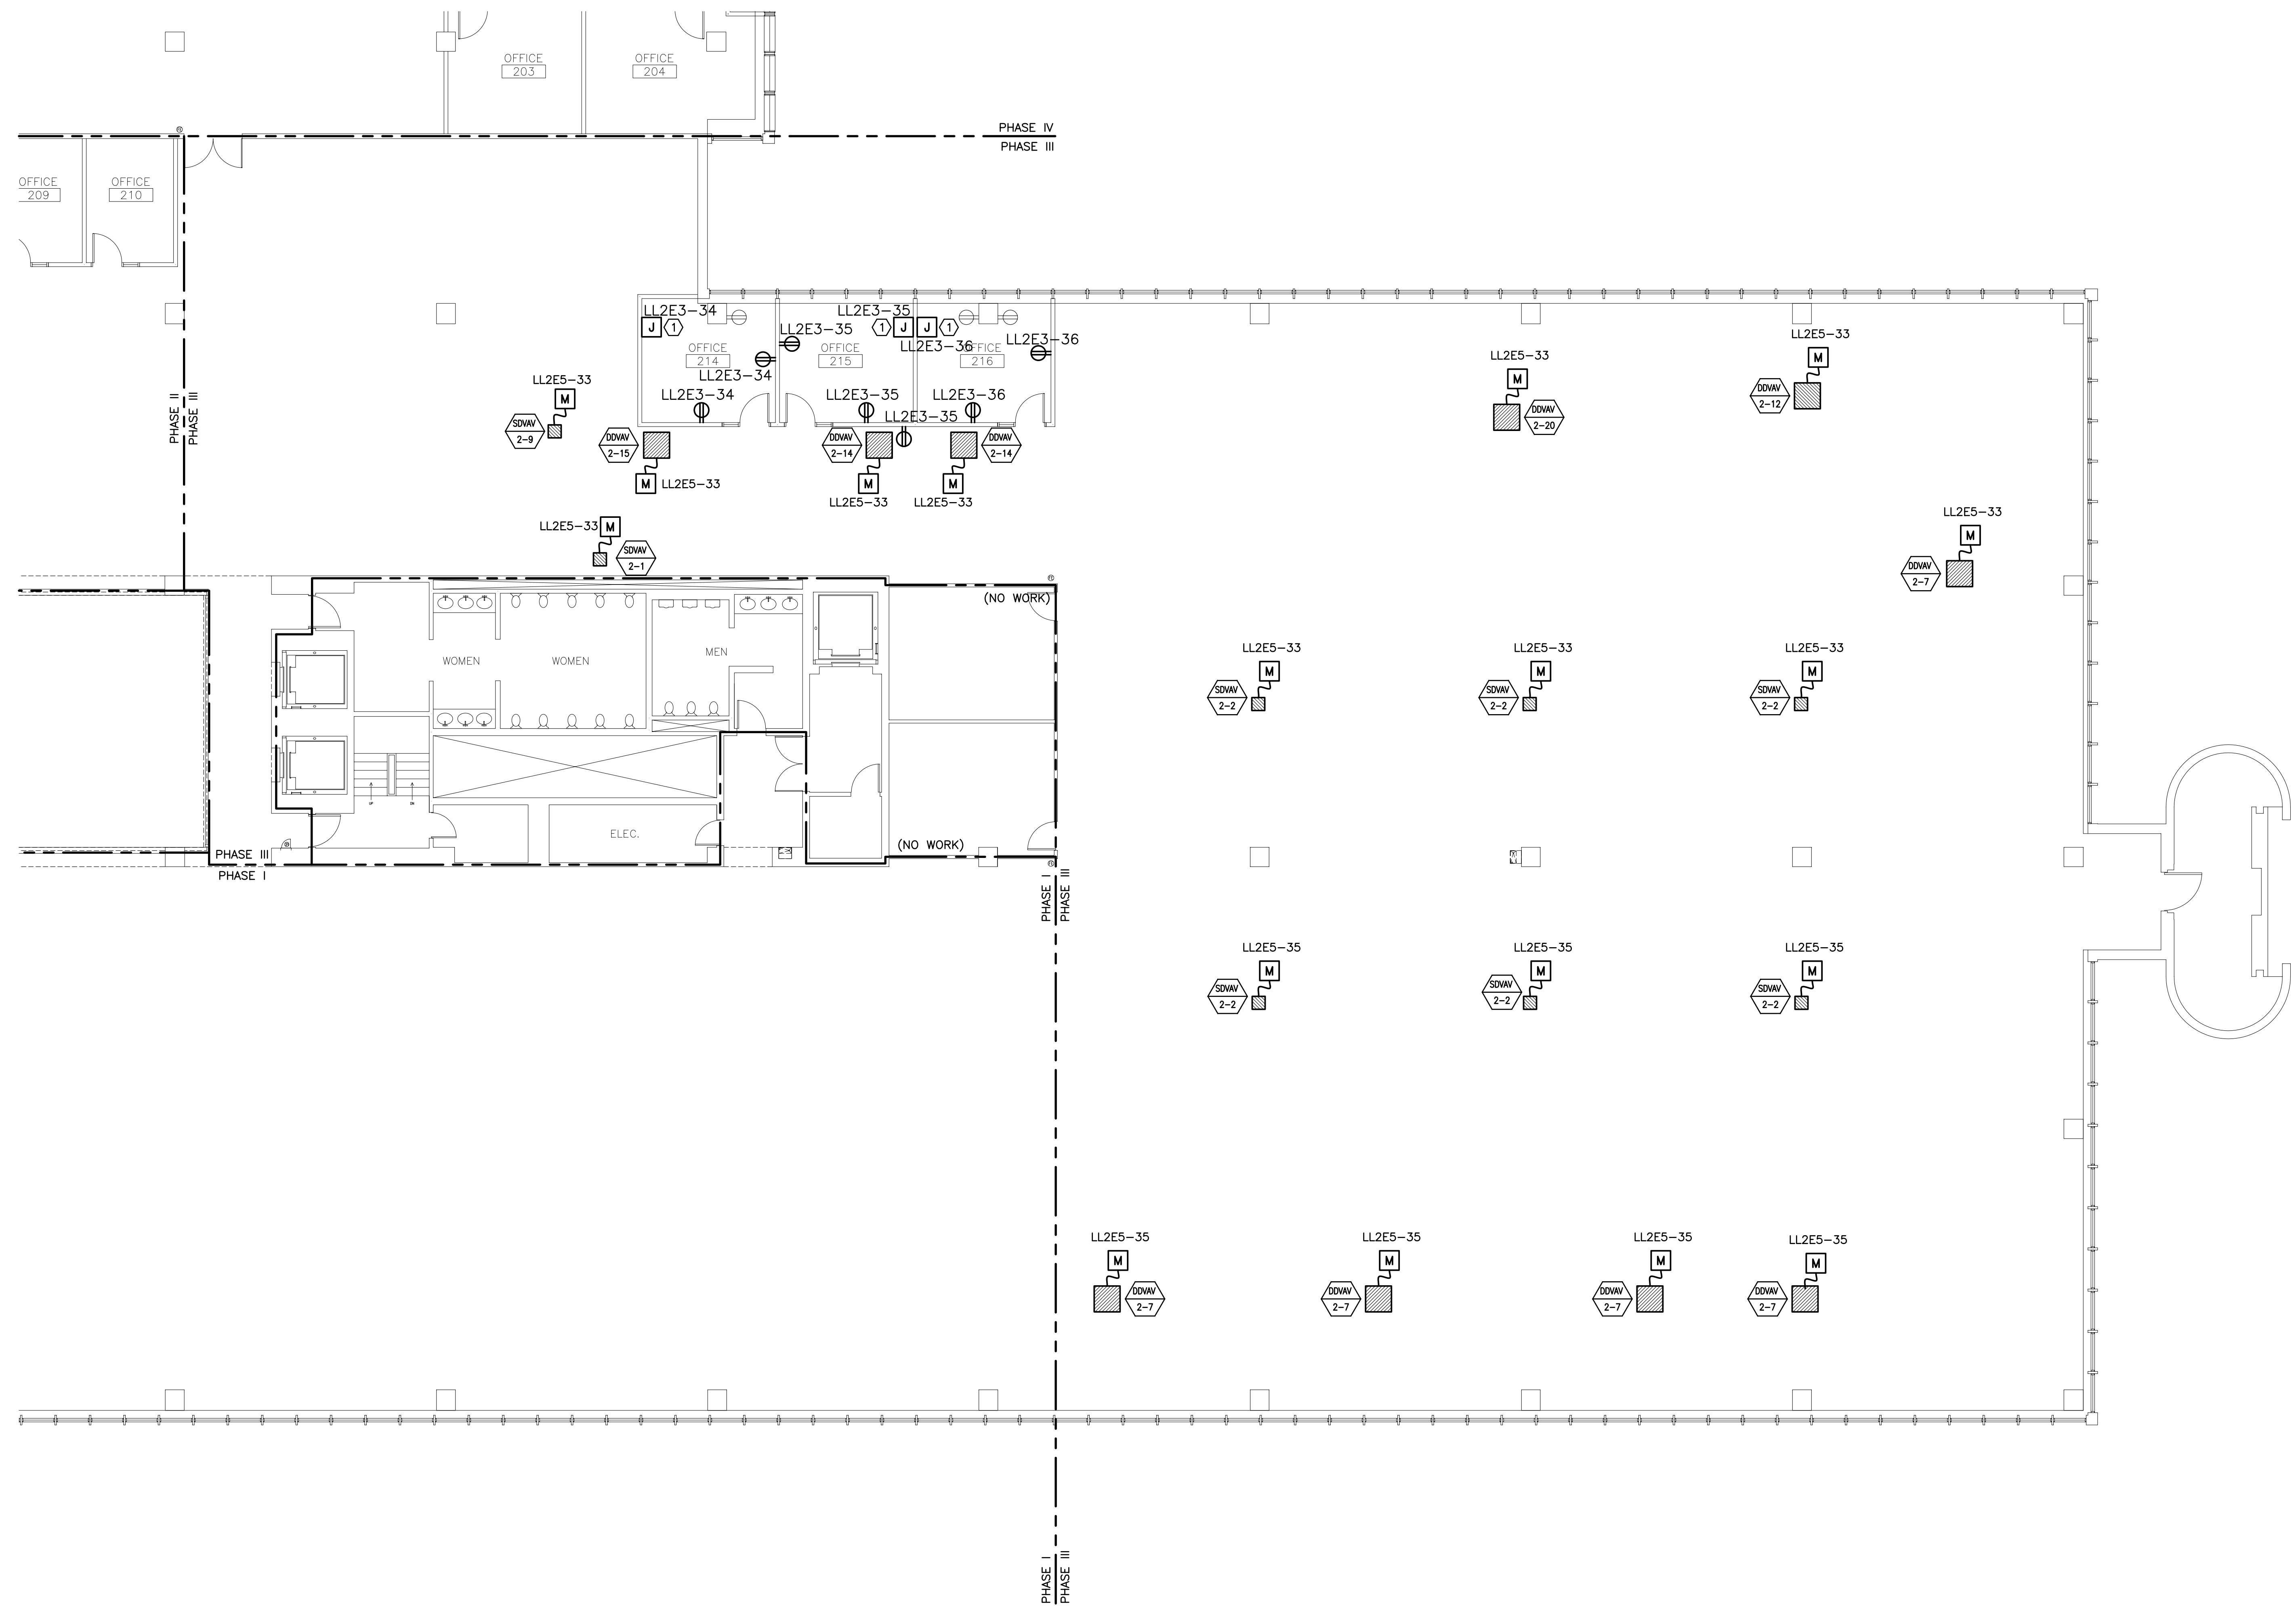 OFFICE
203
OFFICE
204
PHASE IV
PHASE III
OFFICE
209
OFFICE
210
PHASE II
PHASE III
LL2E3-34
J
1
LL2E3-35
LL2E3-35
1
J
J
1
LL2E3-36
LL2E3-36
OFFICE
214
OFFICE
215
OFFICE
216
LL2E3-34
LL2E3-34
LL2E3-35
LL2E3-36
LL2E3-35
LL2E5-33
M
SDVAV
2-9
DDVAV
2-15
M
LL2E5-33
DDVAV
2-14
M
LL2E5-33
DDVAV
2-14
M
LL2E5-33
LL2E5-33
M
DDVAV
2-20
LL2E5-33
M
DDVAV
2-12
LL2E5-33
M
SDVAV
2-1
LL2E5-33
M
DDVAV
2-7
(NO WORK)
WOMEN
WOMEN
MEN
LL2E5-33
M
SDVAV
2-2
LL2E5-33
M
SDVAV
2-2
LL2E5-33
M
SDVAV
2-2
UP
DN
ELEC.
(NO WORK)
PHASE III
PHASE I
PHASE I
PHASE III
LL2E5-35
M
SDVAV
2-2
LL2E5-35
M
SDVAV
2-2
LL2E5-35
M
SDVAV
2-2
LL2E5-35
M
DDVAV
2-7
LL2E5-35
M
DDVAV
2-7
LL2E5-35
M
DDVAV
2-7
LL2E5-35
M
DDVAV
2-7
PHASE I
PHASE III